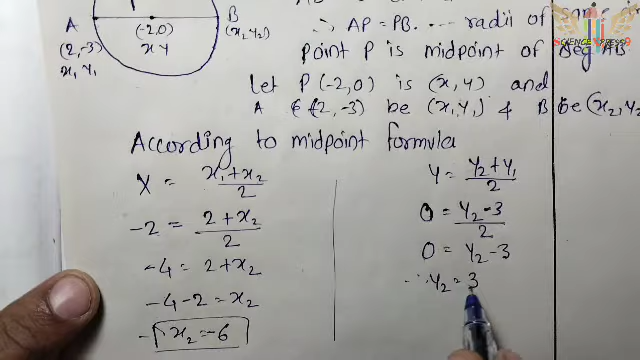 A
(2,-3)
x₁ y₁
(-2,0)
x y
B
(x₂ y₂)
∴ AP = PB. ---- radii of
SCIENCE XPRESS
point P is midpoint of seg AB
Let P(-2,0) is (x,y) and
A (2,-3) be (x,y₁) & B be (x₂, y₂
According to midpoint formula
x = x₁+x₂/2
-2 = 2+x₂/2
-4 = 2+x₂
-4-2 = x₂
x₂ = -6
y = y₂+y₁/2
0 = y₂-3/2
0 = y₂-3
∴ y₂ = 3